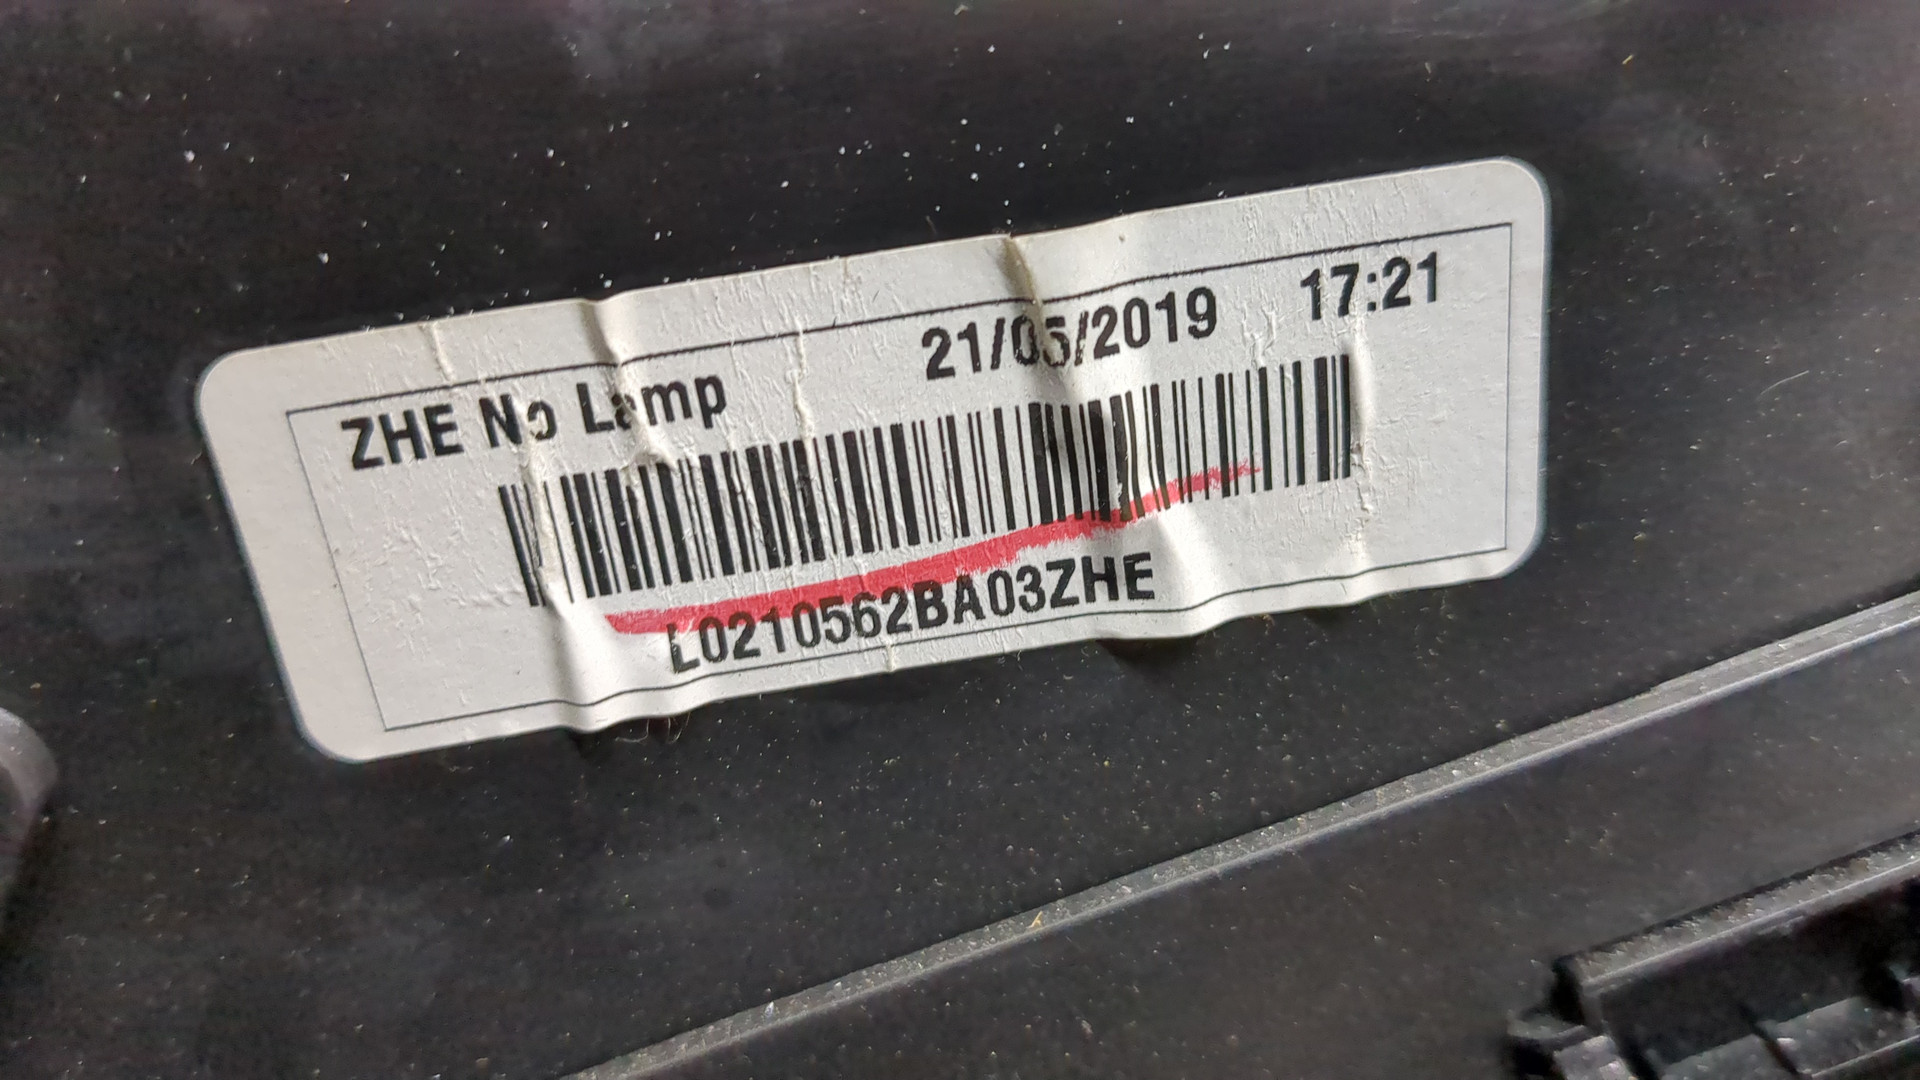 ZHE No Lamp 21/05/2019 17:21
L0210562BA03ZHE